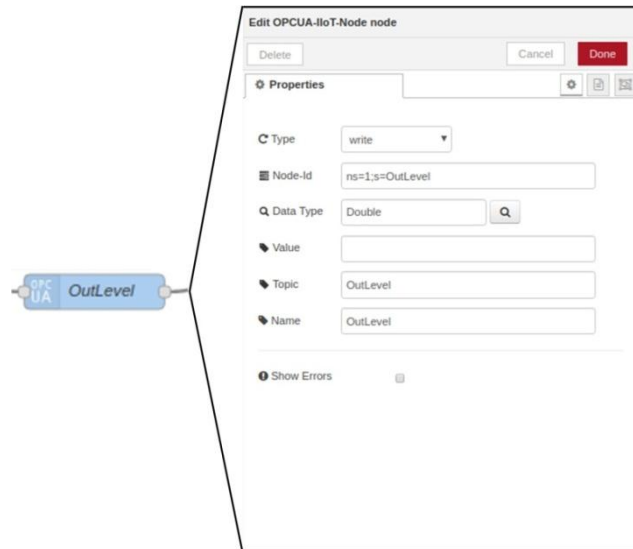 Edit OPCUA-IIoT-Node node
Delete
Cancel
Done
Properties
Type
write
Node-Id
ns=1;s=OutLevel
Data Type
Double
Value
OPC
UA
OutLevel
Topic
OutLevel
Name
OutLevel
Show Errors